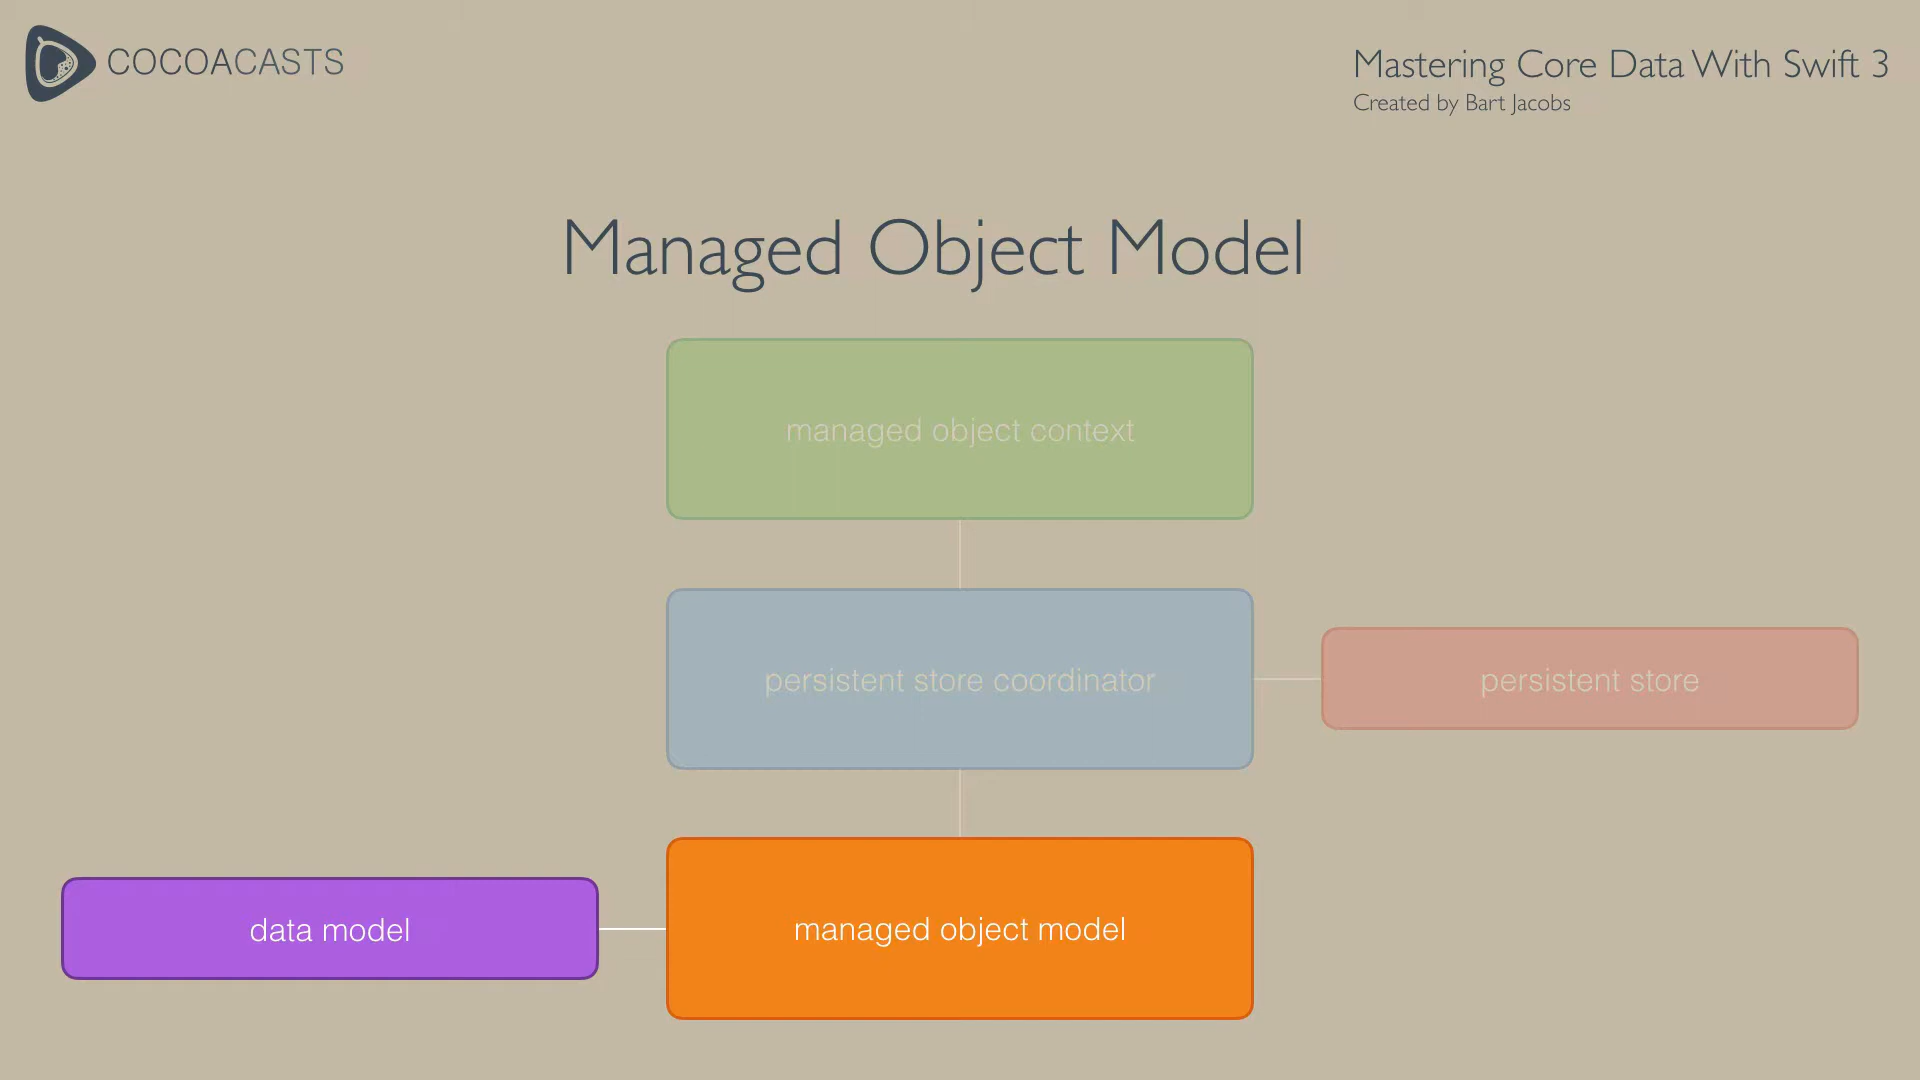 COCOACASTS
Mastering Core Data With Swift 3
Created by Bart Jacobs
Managed Object Model
managed object context
persistent store coordinator
persistent store
data model
managed object model